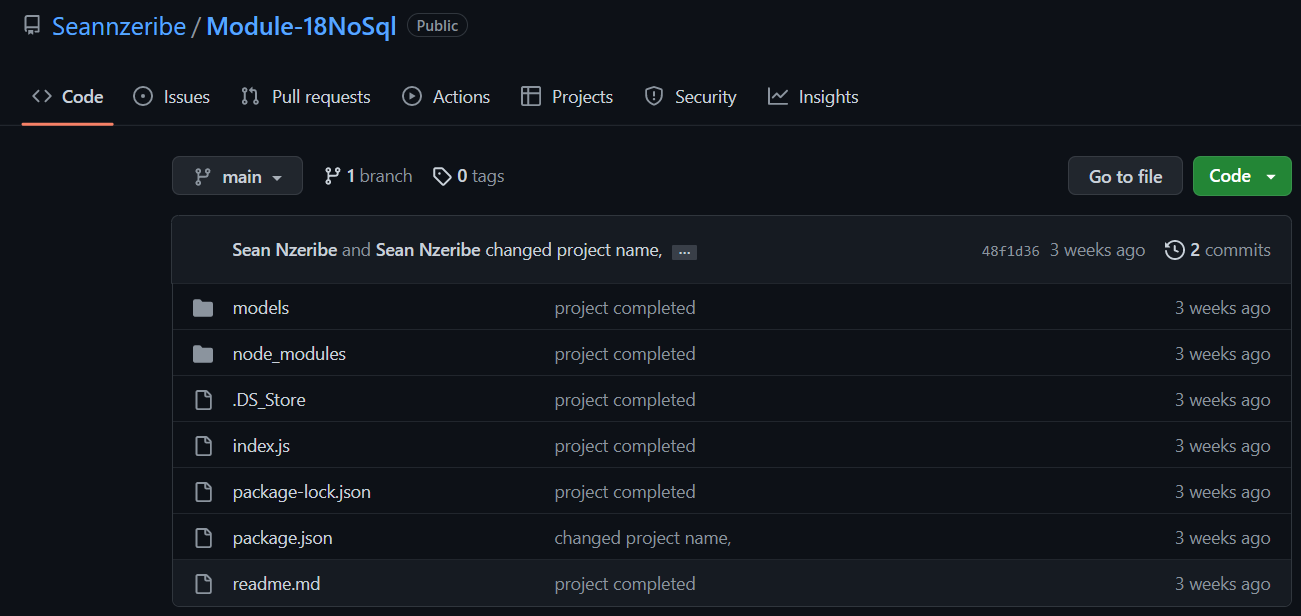 Seannzeribe / Module-18NoSql Public
Code Issues Pull requests Actions Projects Security Insights
main 1 branch 0 tags Go to file Code
Sean Nzeribe and Sean Nzeribe changed project name, ... 48f1d36 3 weeks ago 2 commits
models project completed 3 weeks ago
node_modules project completed 3 weeks ago
.DS_Store project completed 3 weeks ago
index.js project completed 3 weeks ago
package-lock.json project completed 3 weeks ago
package.json changed project name, 3 weeks ago
readme.md project completed 3 weeks ago